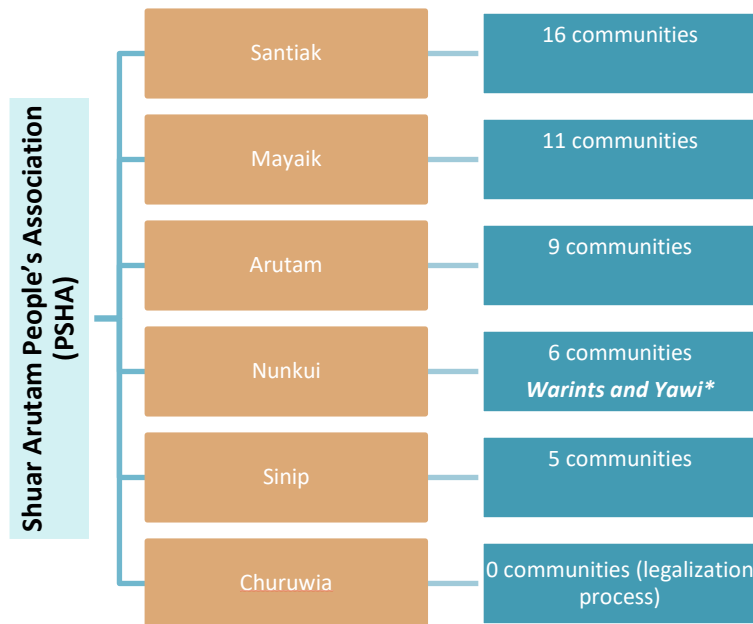 Shuar Arutam People's Association
(PSHA)
Santiak
16 communities
Mayaik
11 communities
Arutam
9 communities
Nunkui
6 communities
Warints and Yawi*
Sinip
5 communities
Churuwia
0 communities (legalization
process)